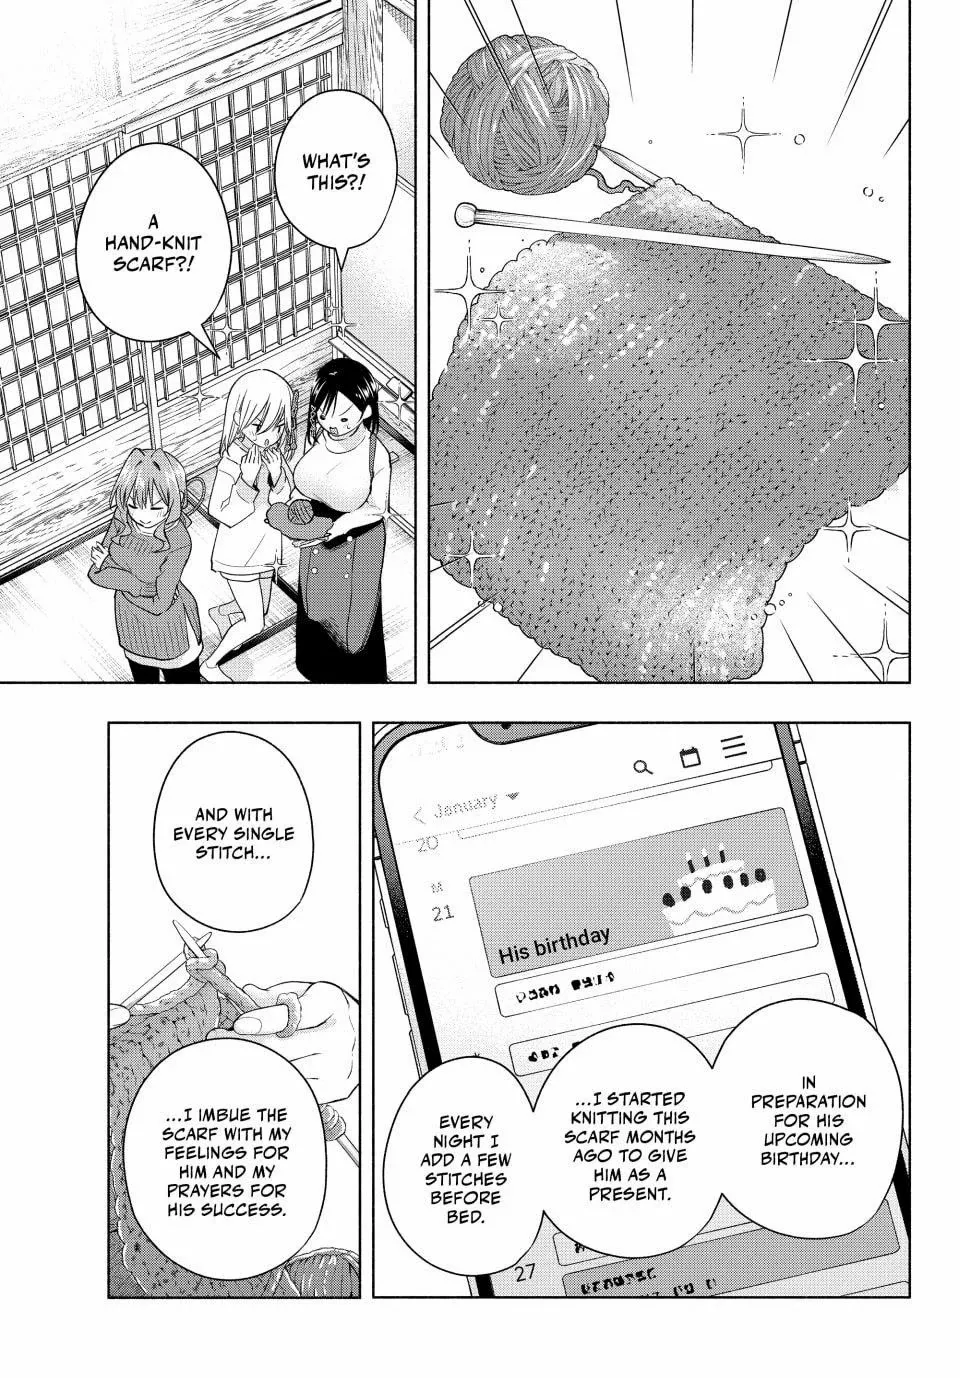 WHAT'S
THIS?!
A
HAND-KNIT
SCARF?!
January
20
M
21
His birthday
27
IN
PREPARATION
FOR HIS
UPCOMING
BIRTHDAY...
...I STARTED
KNITTING THIS
SCARF MONTHS
AGO TO GIVE
HIM AS A
PRESENT.
EVERY
NIGHT I
ADD A FEW
STITCHES
BEFORE
BED.
AND WITH
EVERY SINGLE
STITCH...
...I IMBUE THE
SCARF WITH MY
FEELINGS FOR
HIM AND MY
PRAYERS FOR
HIS SUCCESS.